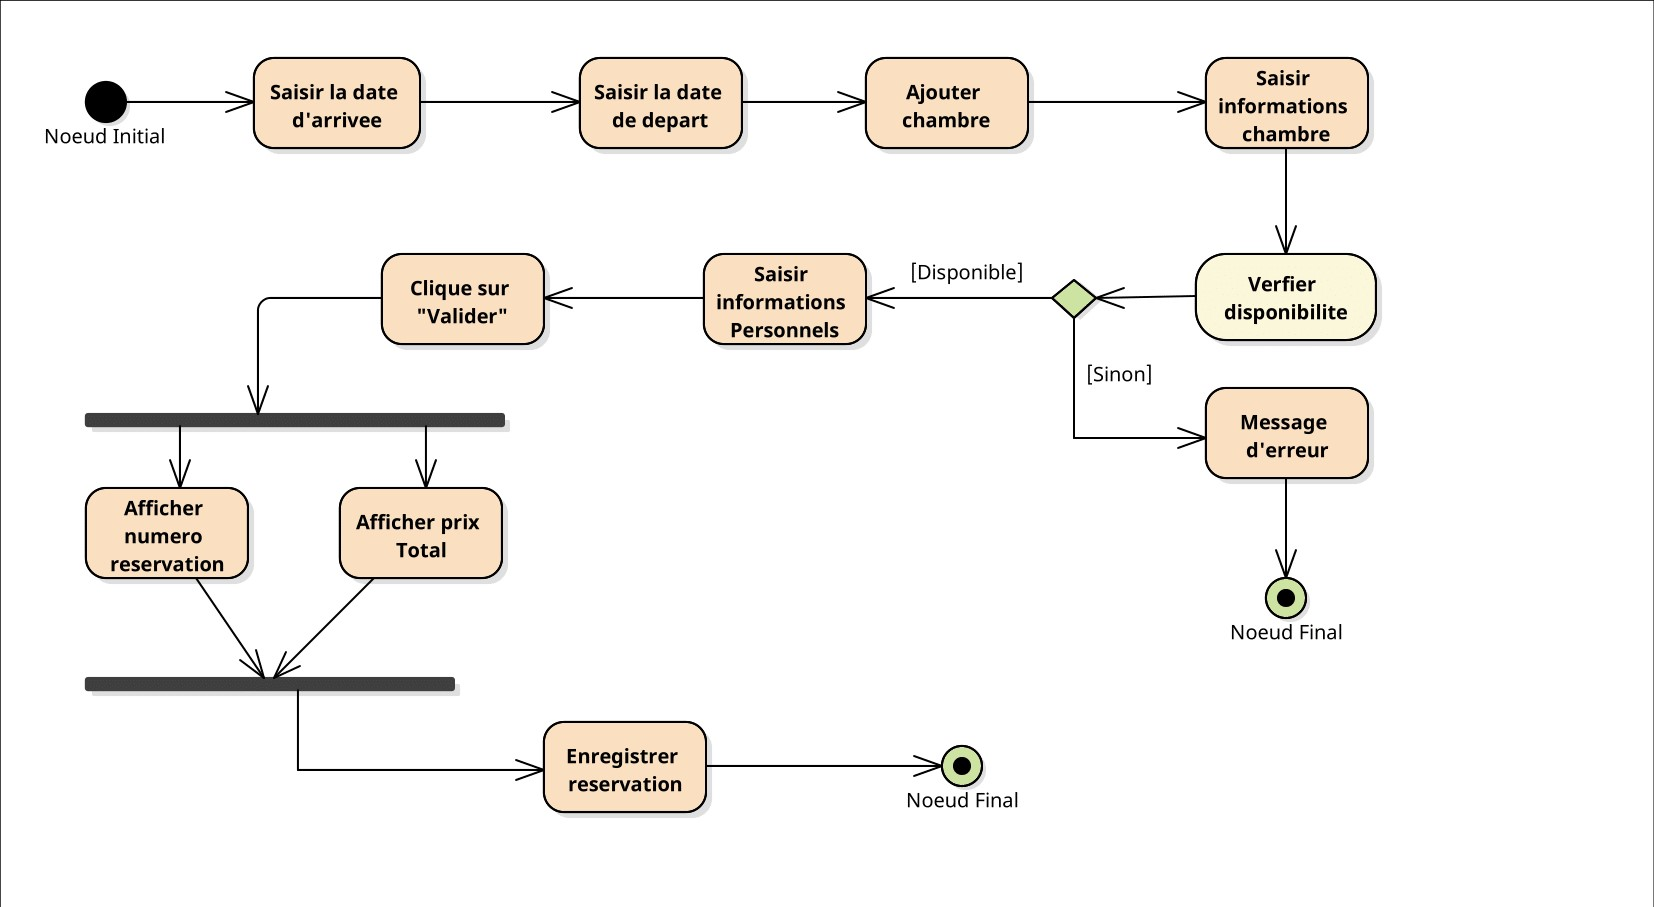 Noeud Initial
Saisir la date
d'arrivee
Saisir la date
de depart
Ajouter
chambre
Saisir
informations
chambre
Clique sur
"Valider"
Saisir
informations
Personnels
[Disponible]
Verfier
disponibilite
[Sinon]
Message
d'erreur
Noeud Final
Afficher
numero
reservation
Afficher prix
Total
Enregistrer
reservation
Noeud Final